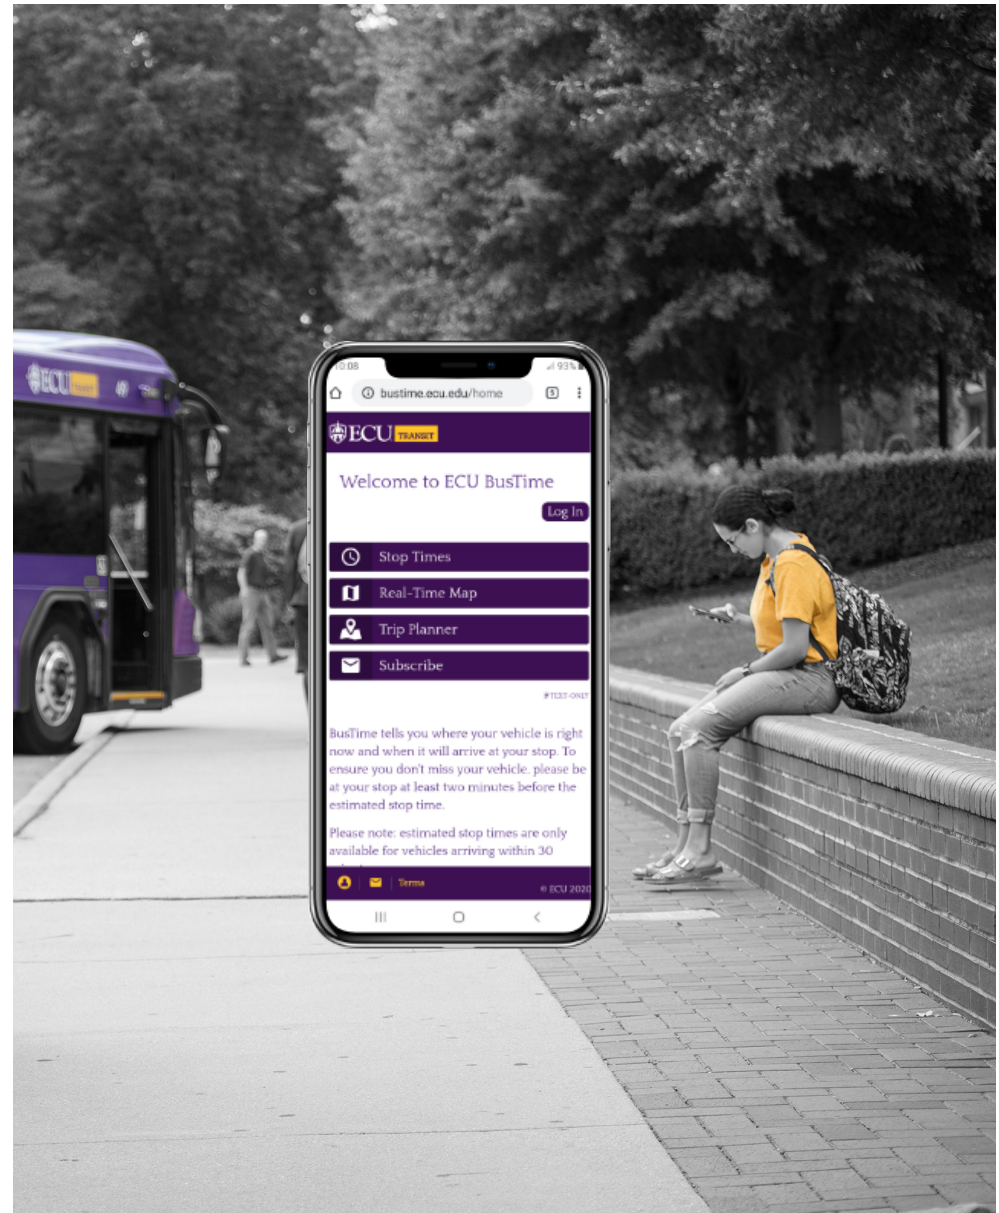 ECU TRANSIT
49
10:08
93%
bustime.ecu.edu/home
5
ECU TRANSIT
Welcome to ECU BusTime
Log In
Stop Times
Real-Time Map
Trip Planner
Subscribe
TEXT-ONLY
BusTime tells you where your vehicle is right
now and when it will arrive at your stop. To
ensure you don't miss your vehicle, please be
at your stop at least two minutes before the
estimated stop time.
Please note: estimated stop times are only
available for vehicles arriving within 30
Terms
© ECU 2020